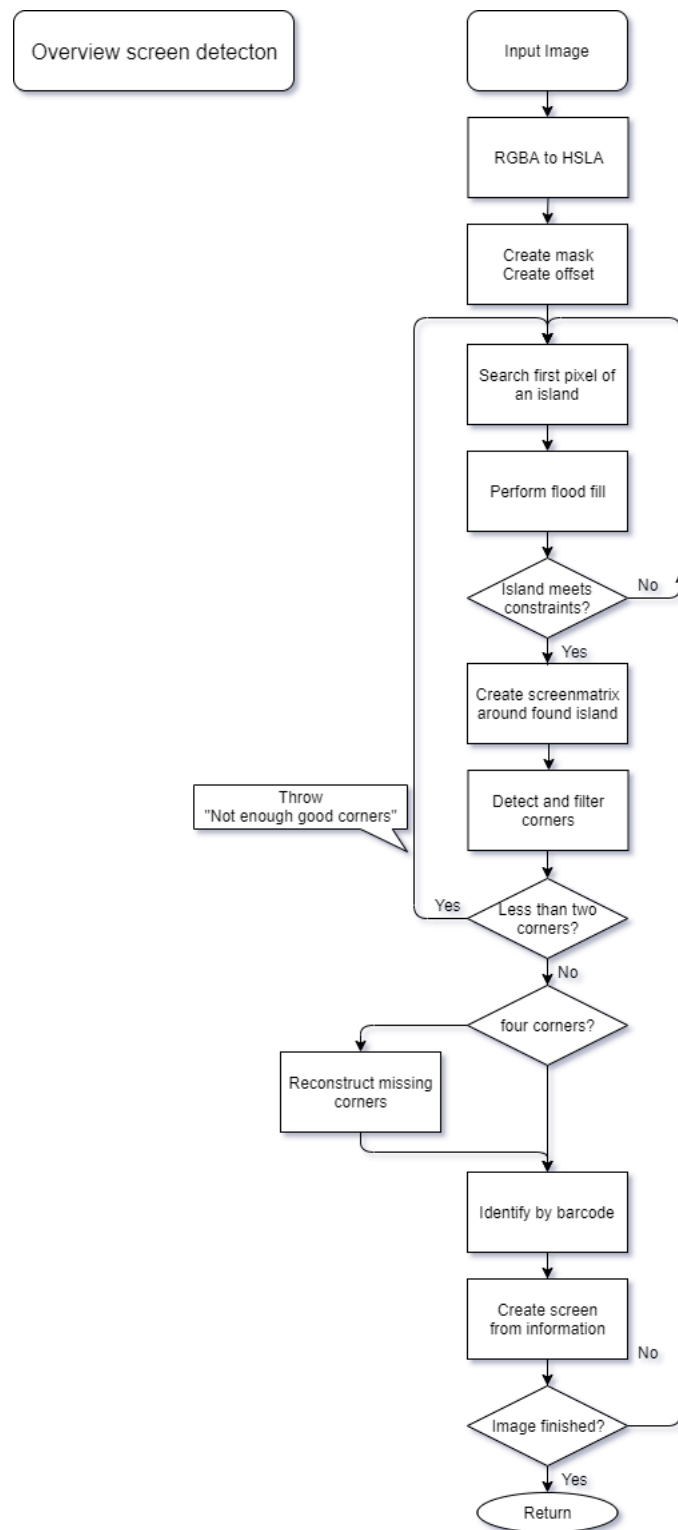 Overview screen detecton
Input Image
RGBA to HSLA
Create mask
Create offset
Search first pixel of
an island
Perform flood fill
Island meets
constraints?
No
Yes
Create screenmatrix
around found island
Throw
"Not enough good corners"
Detect and filter
corners
Yes
Less than two
corners?
No
four corners?
Reconstruct missing
corners
Identify by barcode
Create screen
from information
No
Image finished?
Yes
Return